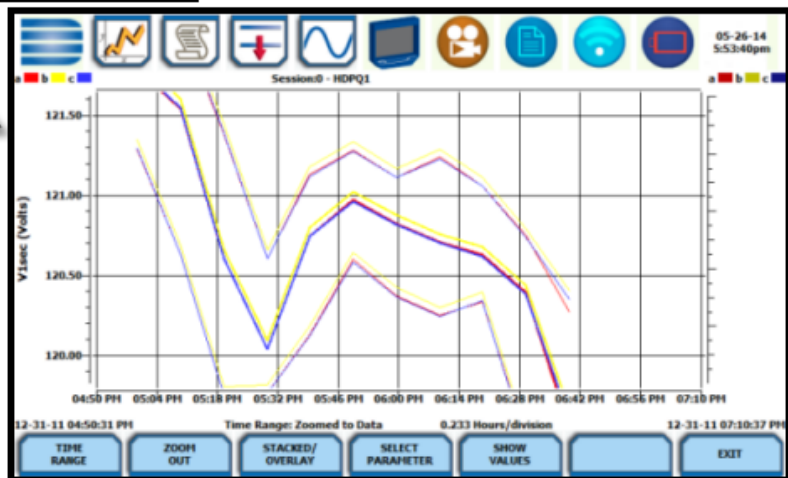 05-26-14
5:53:40pm
a b c
Session:0 - HDPQ1
a b c
121.50
121.00
120.50
120.00
V1sec (Volts)
04:50 PM 05:04 PM 05:18 PM 05:32 PM 05:46 PM 06:00 PM 06:14 PM 06:28 PM 06:42 PM 06:56 PM 07:10 PM
12-31-11 04:50:31 PM Time Range: Zoomed to Data 0.233 Hours/division 12-31-11 07:10:37 PM
TIME RANGE
ZOOM OUT
STACKED/ OVERLAY
SELECT PARAMETER
SHOW VALUES
EXIT